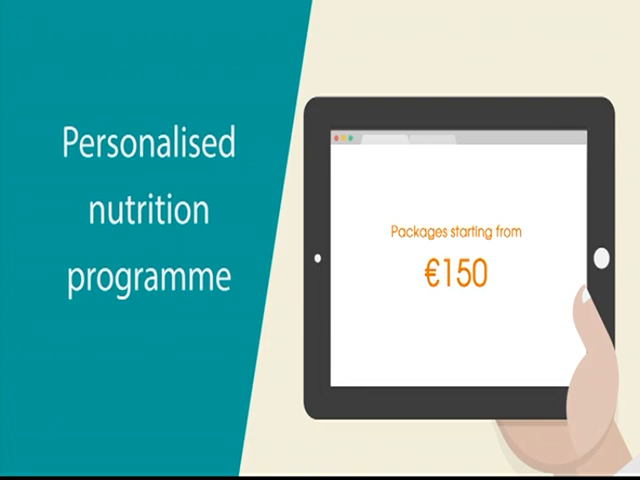 Personalised
nutrition
programme
Packages starting from
€150